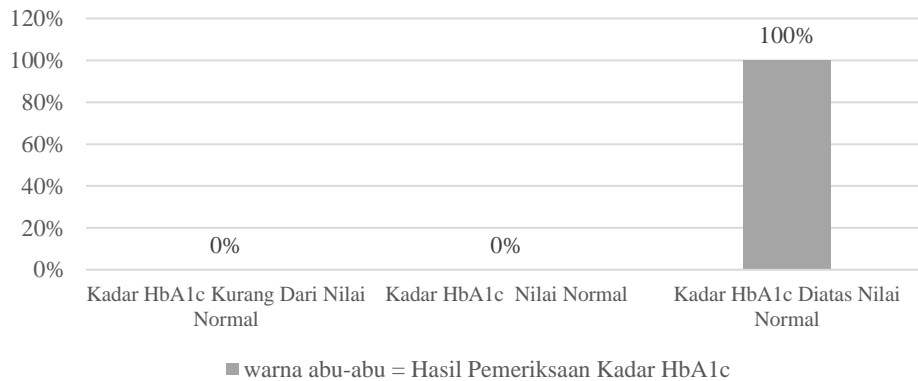 120%
100%
80%
60%
40%
20%
0%
0%
0%
100%
Kadar HbA1c Kurang Dari Nilai
Normal
Kadar HbA1c  Nilai Normal
Kadar HbA1c Diatas Nilai
Normal
warna abu-abu = Hasil Pemeriksaan Kadar HbA1c